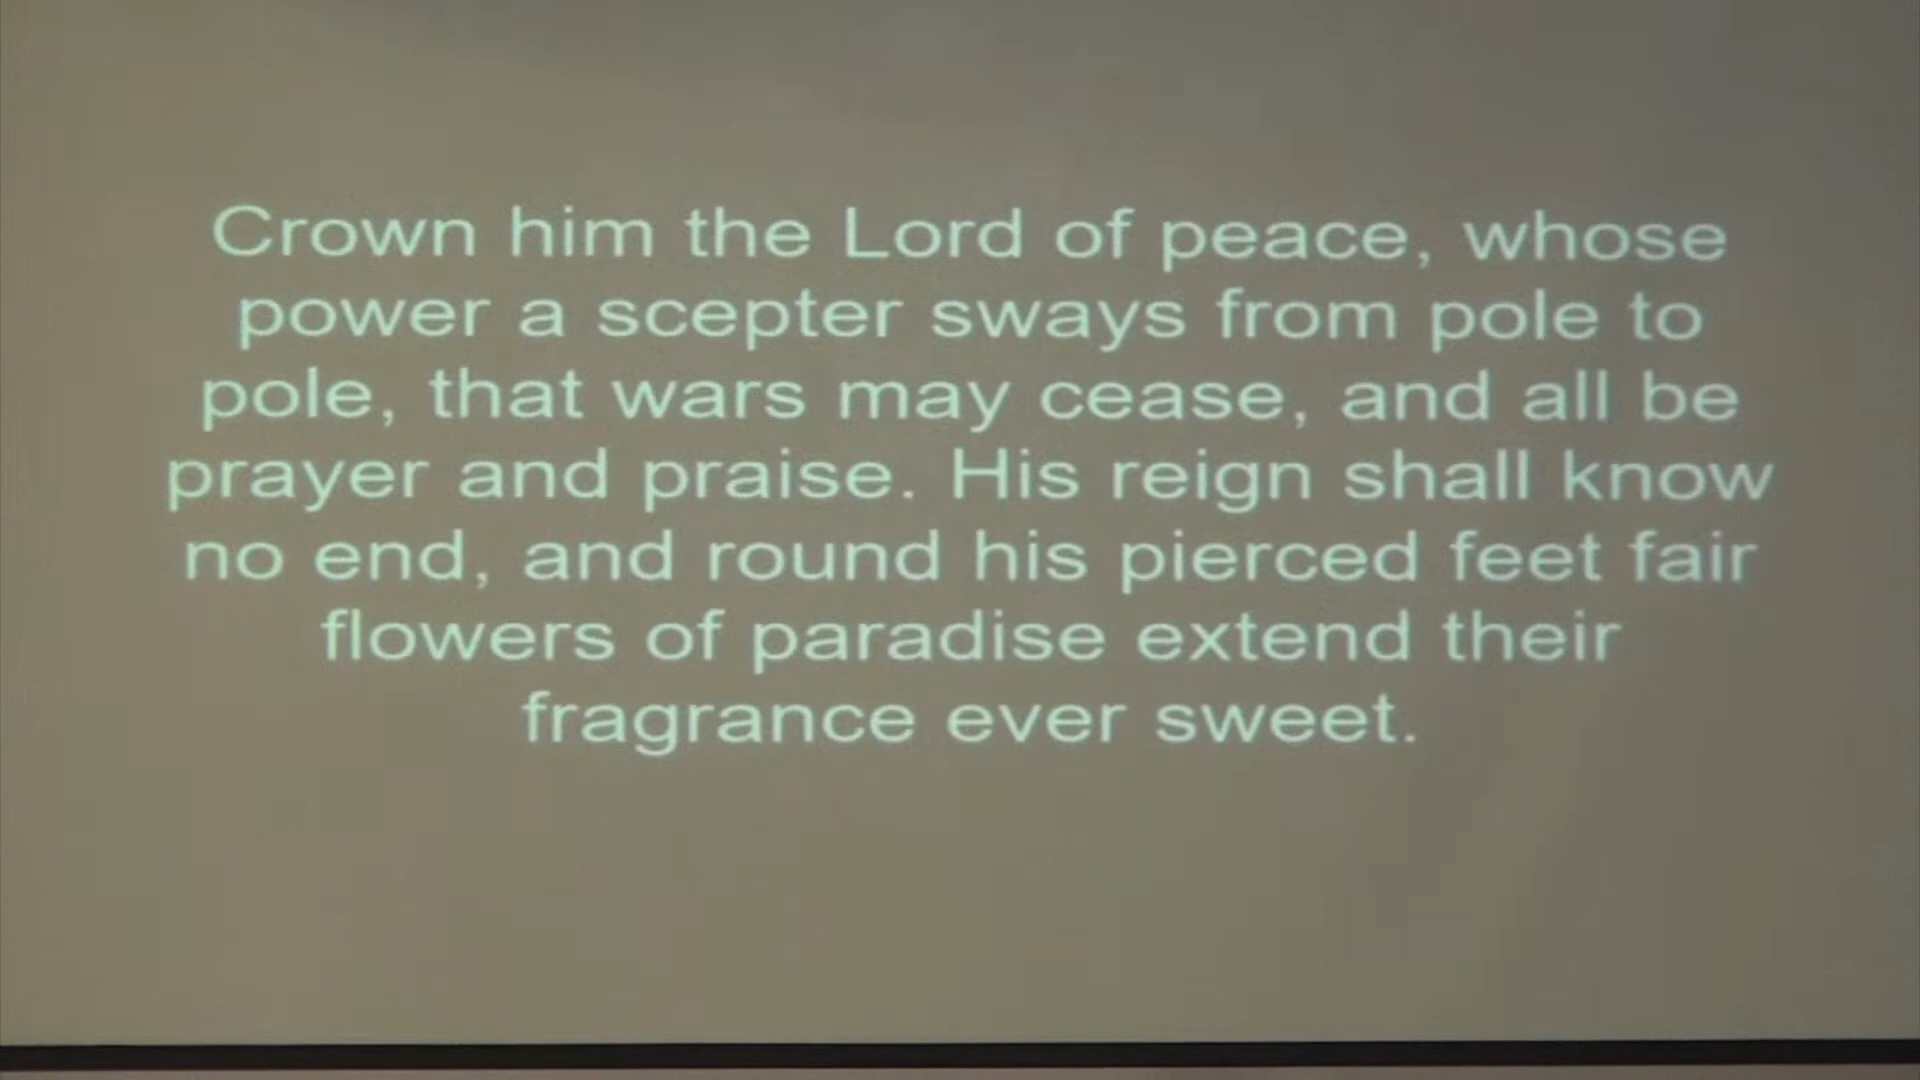 Crown him the Lord of peace, whose
power a scepter sways from pole to
pole, that wars may cease, and all be
prayer and praise. His reign shall know
no end, and round his pierced feet fair
flowers of paradise extend their
fragrance ever sweet.